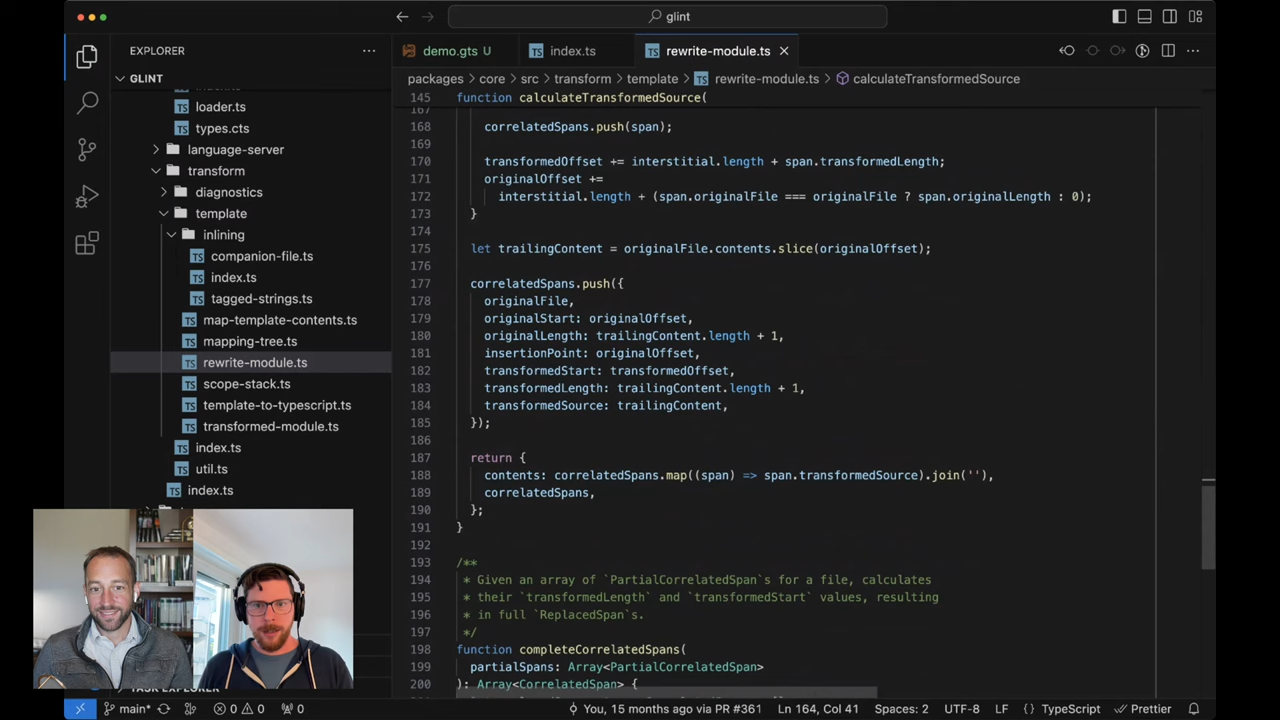 glint
EXPLORER
demo.gts U
index.ts
rewrite-module.ts
GLINT
packages > core > src > transform > template > rewrite-module.ts > calculateTransformedSource
loader.ts
types.cts
language-server
transform
diagnostics
template
inlining
companion-file.ts
index.ts
tagged-strings.ts
map-template-contents.ts
mapping-tree.ts
rewrite-module.ts
scope-stack.ts
template-to-typescript.ts
transformed-module.ts
index.ts
util.ts
index.ts
145 function calculateTransformedSource(
167
168 correlatedSpans.push(span);
169
170 transformedOffset += interstitial.length + span.transformedLength;
171 originalOffset +=
172 interstitial.length + (span.originalFile === originalFile ? span.originalLength : 0);
173 }
174
175 let trailingContent = originalFile.contents.slice(originalOffset);
176
177 correlatedSpans.push({
178 originalFile,
179 originalStart: originalOffset,
180 originalLength: trailingContent.length + 1,
181 insertionPoint: originalOffset,
182 transformedStart: transformedOffset,
183 transformedLength: trailingContent.length + 1,
184 transformedSource: trailingContent,
185 });
186
187 return {
188 contents: correlatedSpans.map((span) => span.transformedSource).join(''),
189 correlatedSpans,
190 };
191 }
192
193 /**
194 * Given an array of `PartialCorrelatedSpan`s for a file, calculates
195 * their `transformedLength` and `transformedStart` values, resulting
196 * in full `ReplacedSpan`s.
197 */
198 function completeCorrelatedSpans(
199 partialSpans: Array<PartialCorrelatedSpan>
200 ): Array<CorrelatedSpan> {
TASK EXPLORER
main* 0 0 0 You, 15 months ago via PR #361 Ln 164, Col 41 Spaces: 2 UTF-8 LF {} TypeScript Prettier